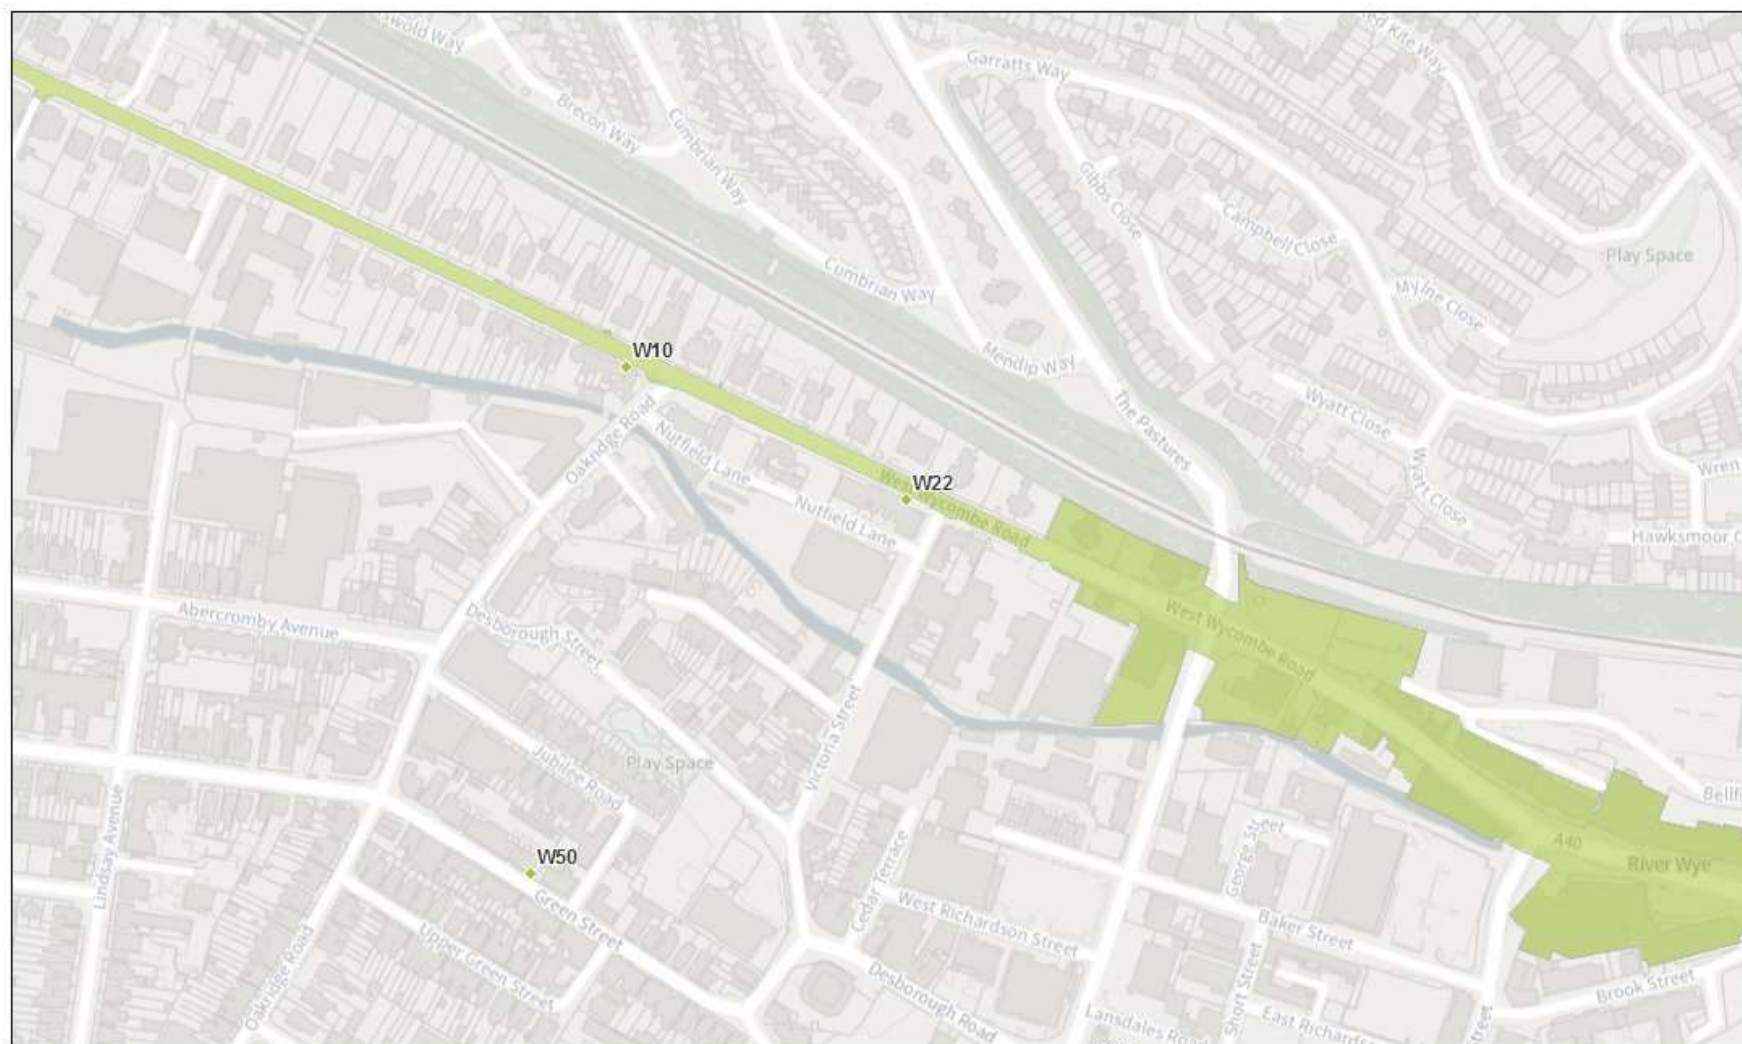 Garratts Way
Brecon Way
Cumbrian Way
Gibbs Close
Campbell Close
Play Space
Cumbrian Way
Mylne Close
W10
Mendip Way
The Pastures
Wyatt Close
Oakridge Road
Nutfield Lane
Wyatt Close
Wren
W22
West Wycombe Road
Nutfield Lane
Hawksmoor
Abercromby Avenue
Desborough Street
West Wycombe Road
Victoria Street
Jubilee Road
Play Space
Lindsay Avenue
George Street
A40
River Wye
W50
Green Street
Cedar Terrace
West Richardson Street
Baker Street
Upper Green Street
Oakridge Road
Desborough Road
Short Street
Brook Street
Lansdales
East
Street